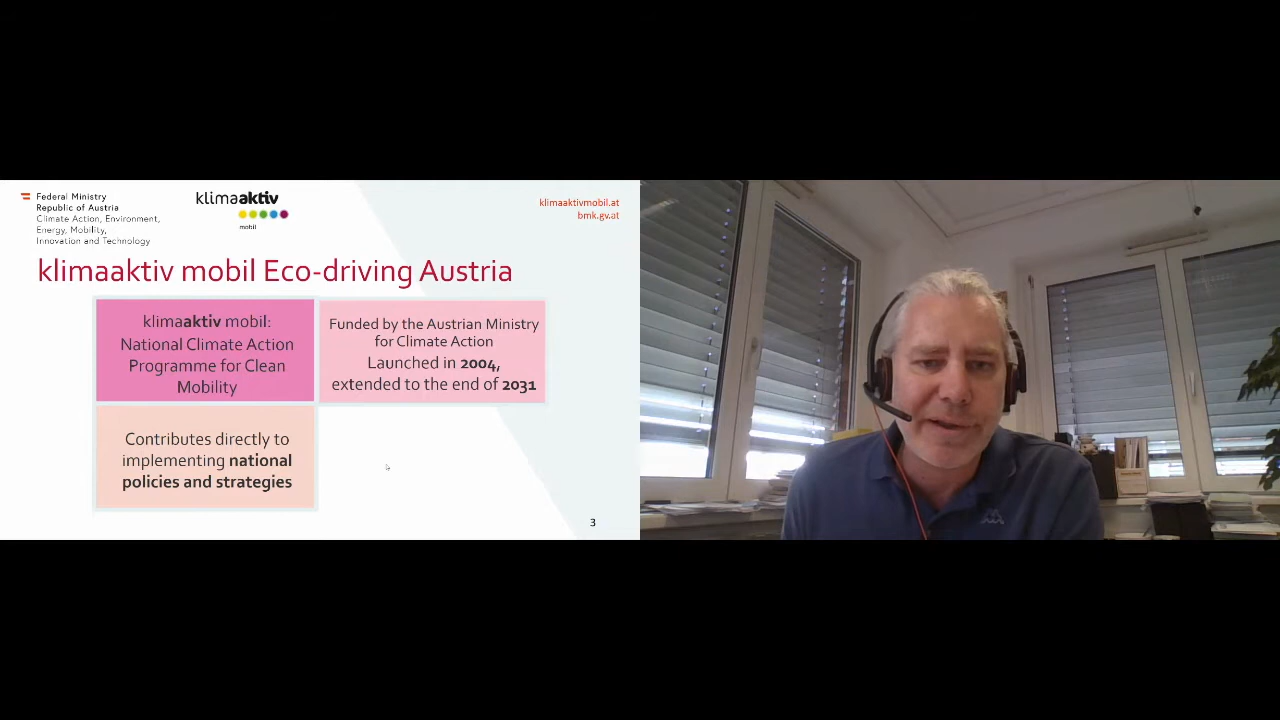 Federal Ministry
Republic of Austria
Climate Action, Environment,
Energy, Mobility,
Innovation and Technology
klimaaktiv
mobil
klimaaktivmobil.at
bmk.gv.at
klimaaktiv mobil Eco-driving Austria
klimaaktiv mobil:
National Climate Action
Programme for Clean
Mobility
Funded by the Austrian Ministry
for Climate Action
Launched in 2004,
extended to the end of 2031
Contributes directly to
implementing national
policies and strategies
3